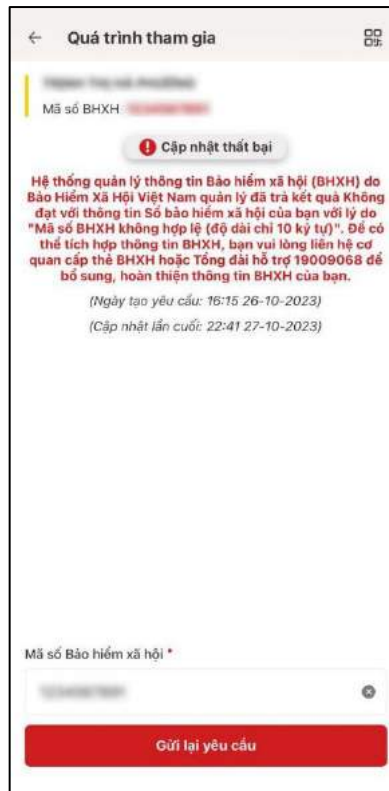 Quá trình tham gia
Mã số BHXH
Cập nhật thất bại
Hệ thống quản lý thông tin Bảo hiểm xã hội (BHXH) do
Bảo Hiểm Xã Hội Việt Nam quản lý đã trả kết quả Không
đạt với thông tin Số bảo hiểm xã hội của bạn với lý do
"Mã số BHXH không hợp lệ (độ dài chỉ 10 ký tự)". Để có
thể tích hợp thông tin BHXH, bạn vui lòng liên hệ cơ
quan cấp thẻ BHXH hoặc Tổng đài hỗ trợ 19009068 để
bổ sung, hoàn thiện thông tin BHXH của bạn.
(Ngày tạo yêu cầu: 16:15 26-10-2023)
(Cập nhật lần cuối: 22:41 27-10-2023)
Mã số Bảo hiểm xã hội *
Gửi lại yêu cầu